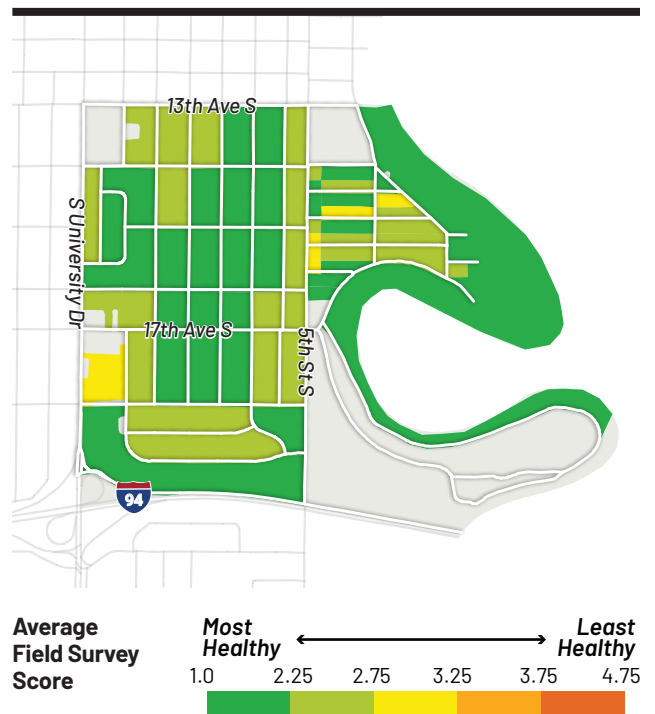 13th Ave S
S University Dr
17th Ave S
5th St S
94
Average
Field Survey
Score
Most
Healthy
Least
Healthy
1.0 2.25 2.75 3.25 3.75 4.75